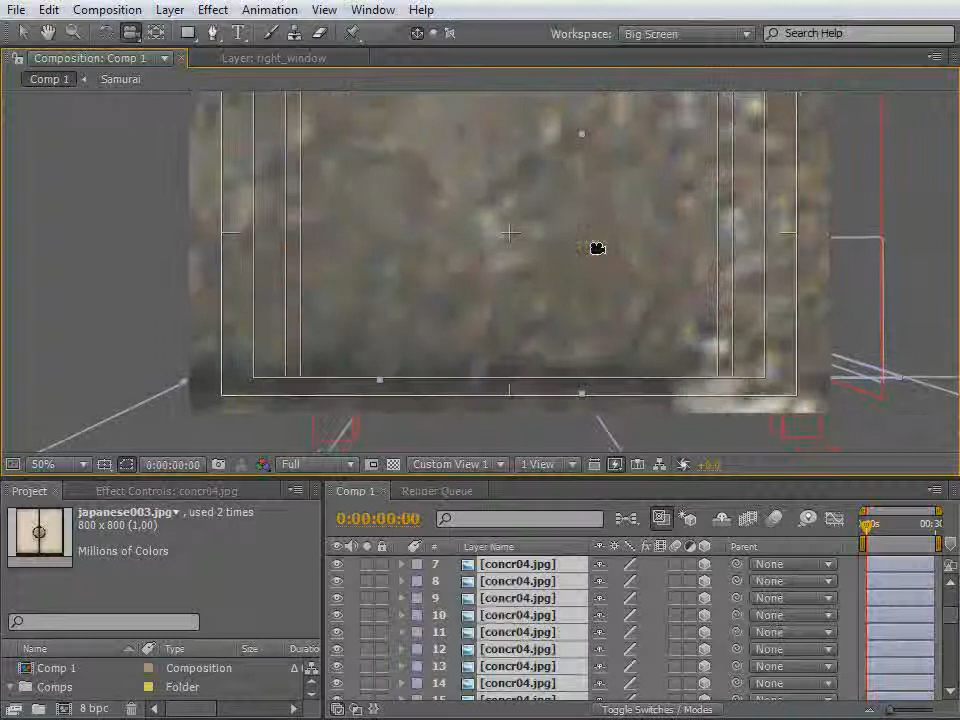 File Edit Composition Layer Effect Animation View Window Help
Workspace: Big Screen Search Help
Composition: Comp 1 Layer: right_window
Comp 1 Samurai
50% 0:00:00:00 Full Custom View 1 1 View +0.0
Project Effect Controls: concr04.jpg
japanese003.jpg, used 2 times
800 x 800 (1,00)
Millions of Colors
Name Type Size
Comp 1 Composition
Comps Folder
8 bpc
Comp 1 Render Queue
0:00:00:00
00:30
# Layer Name Parent
7 [concr04.jpg] None
8 [concr04.jpg] None
9 [concr04.jpg] None
10 [concr04.jpg] None
11 [concr04.jpg] None
12 [concr04.jpg] None
13 [concr04.jpg] None
14 [concr04.jpg] None
Toggle Switches / Modes